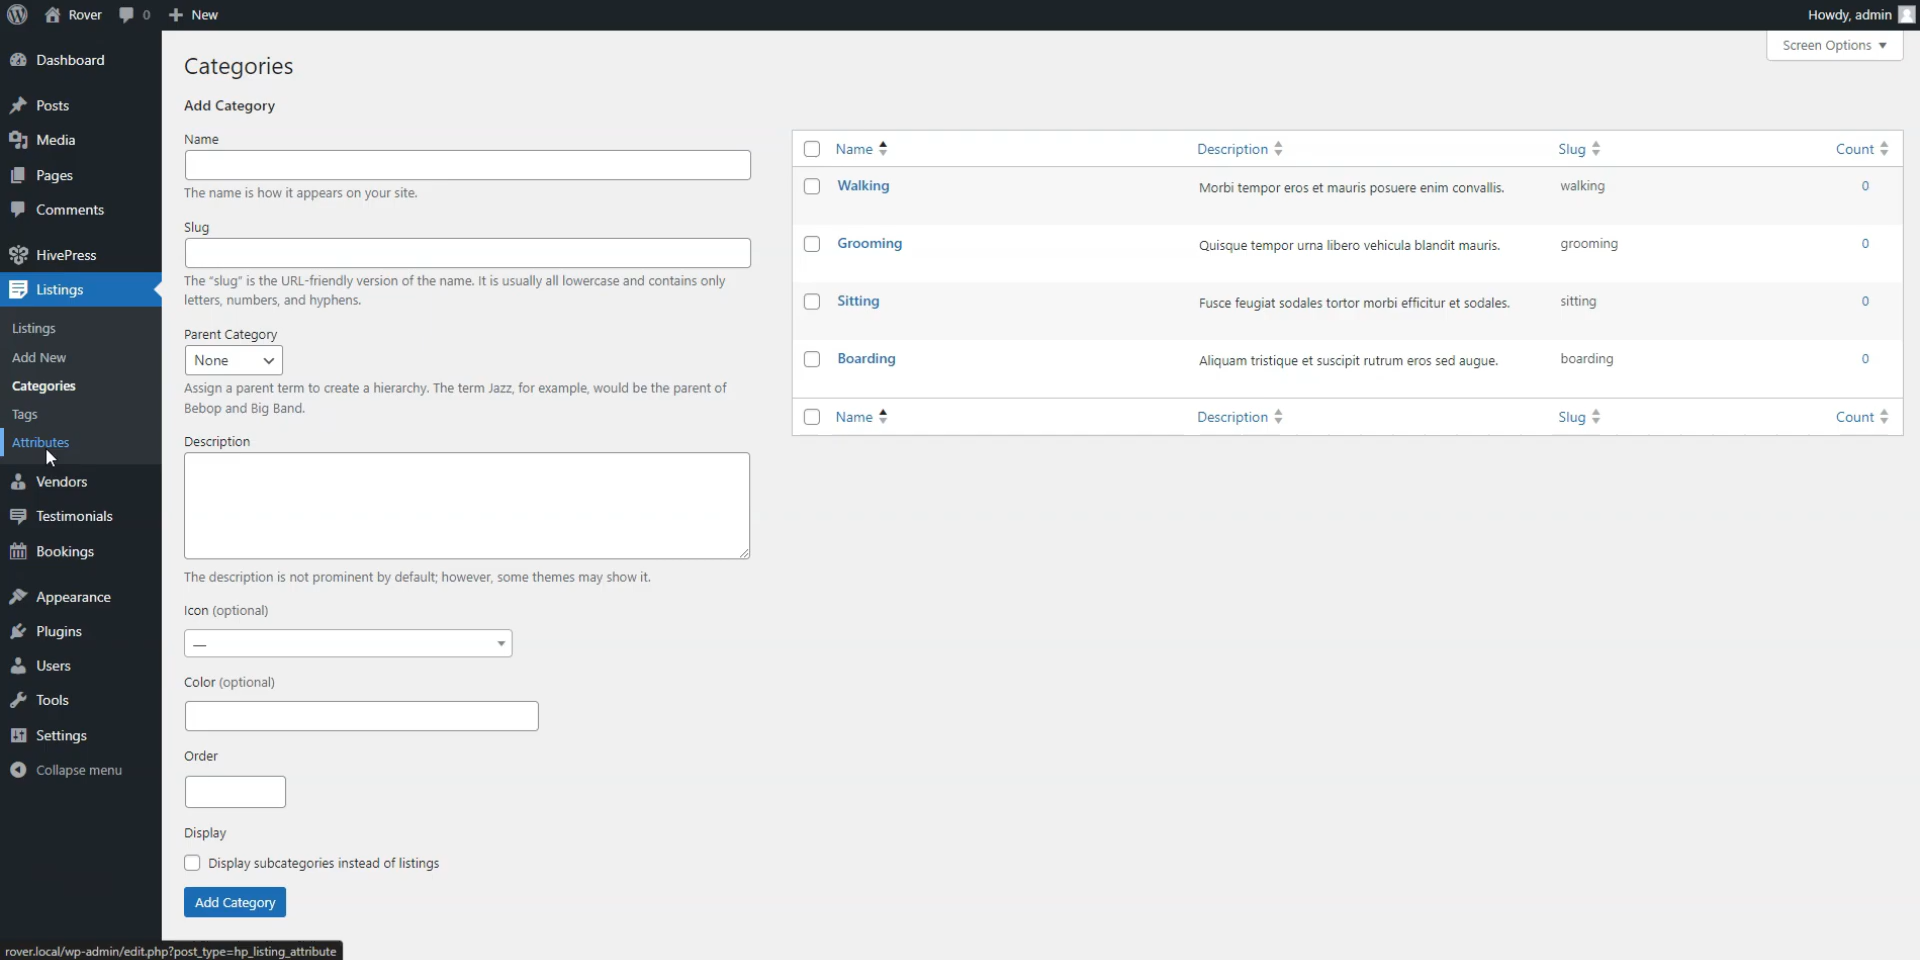 Rover
0
New
Howdy, admin
Screen Options
Dashboard
Posts
Media
Pages
Comments
HivePress
Listings
Listings
Add New
Categories
Tags
Attributes
Vendors
Testimonials
Bookings
Appearance
Plugins
Users
Tools
Settings
Collapse menu
Categories
Add Category
Name
The name is how it appears on your site.
Slug
The “slug” is the URL-friendly version of the name. It is usually all lowercase and contains only
letters, numbers, and hyphens.
Parent Category
None
Assign a parent term to create a hierarchy. The term Jazz, for example, would be the parent of
Bebop and Big Band.
Description
The description is not prominent by default; however, some themes may show it.
Icon (optional)
—
Color (optional)
Order
Display
Display subcategories instead of listings
Add Category
Name Description Slug Count
Walking Morbi tempor eros et mauris posuere enim convallis. walking 0
Grooming Quisque tempor urna libero vehicula blandit mauris. grooming 0
Sitting Fusce feugiat sodales tortor morbi efficitur et sodales. sitting 0
Boarding Aliquam tristique et suscipit rutrum eros sed augue. boarding 0
Name Description Slug Count
rover.local/wp-admin/edit.php?post_type=hp_listing_attribute